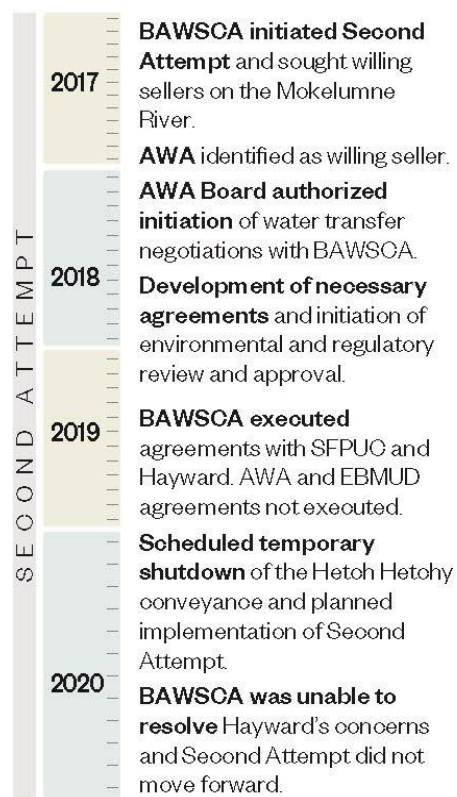 SECOND ATTEMPT
2017
BAWSCA initiated Second
Attempt and sought willing
sellers on the Mokelumne
River.
AWA identified as willing seller.
2018
AWA Board authorized
initiation of water transfer
negotiations with BAWSCA.
Development of necessary
agreements and initiation of
environmental and regulatory
review and approval.
2019
BAWSCA executed
agreements with SFPUC and
Hayward. AWA and EBMUD
agreements not executed.
2020
Scheduled temporary
shutdown of the Hetch Hetchy
conveyance and planned
implementation of Second
Attempt.
BAWSCA was unable to
resolve Hayward's concerns
and Second Attempt did not
move forward.